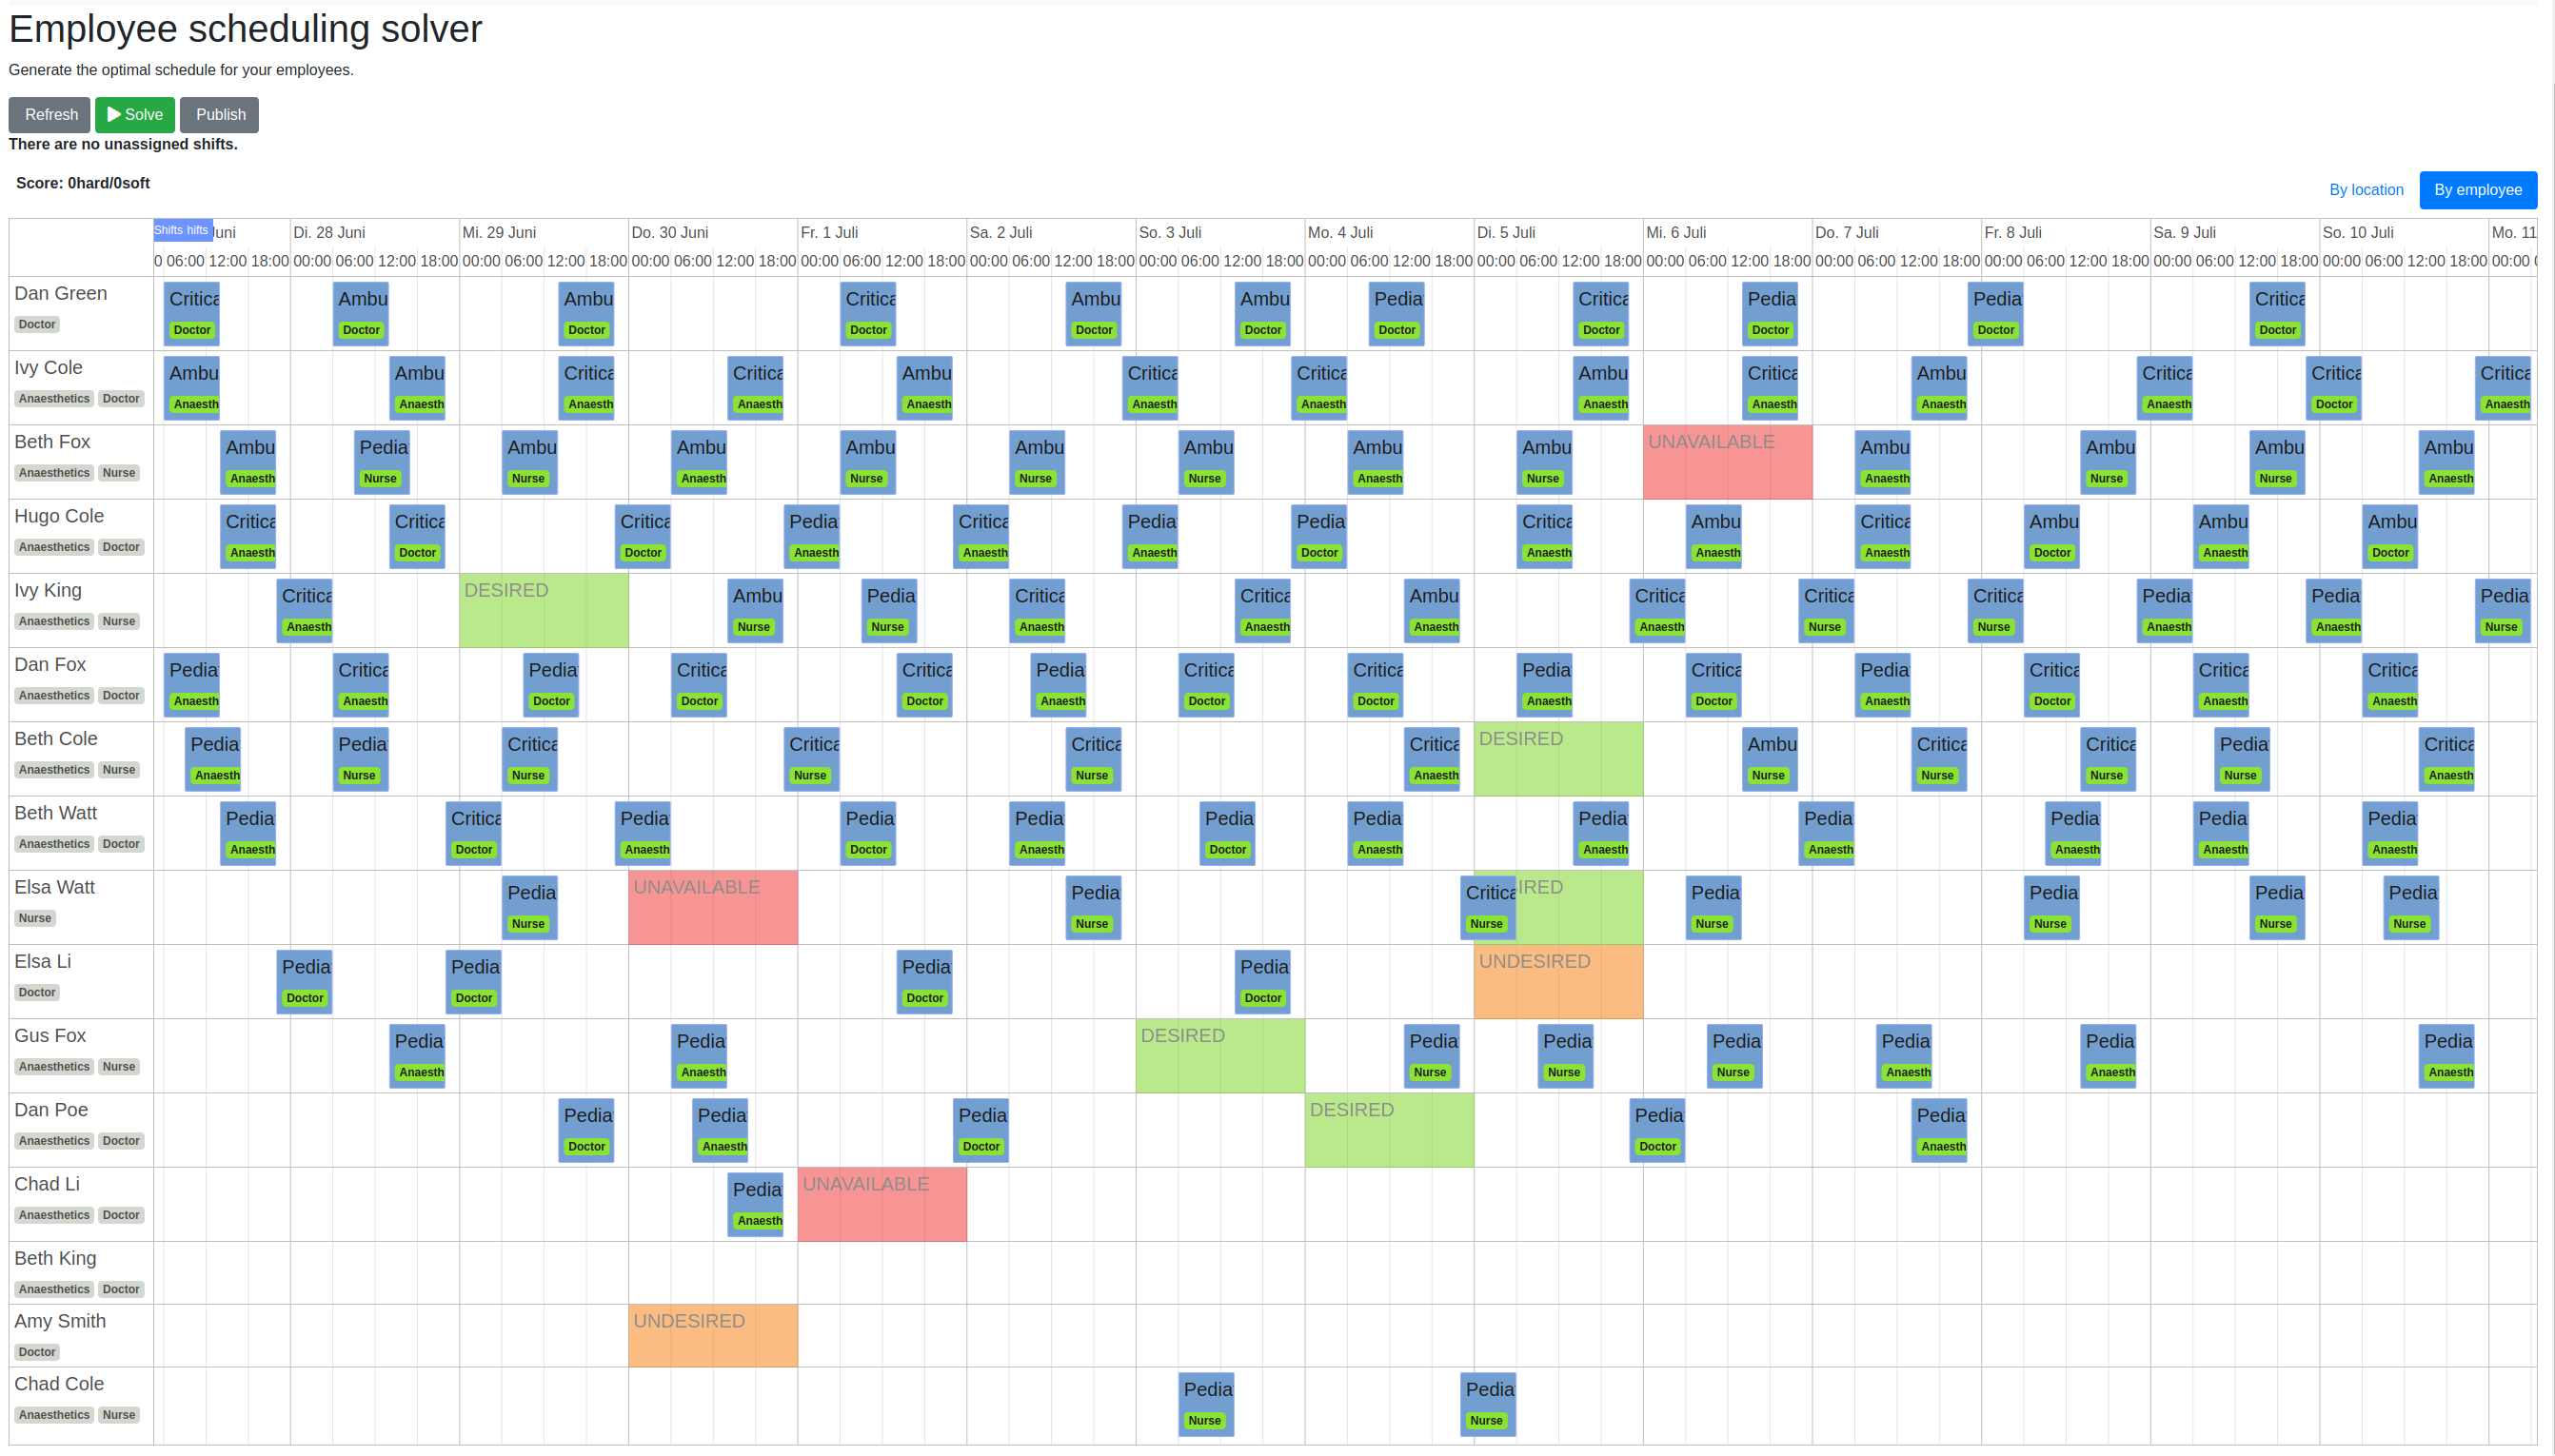 Employee scheduling solver
Generate the optimal schedule for your employees.
Refresh Solve Publish
There are no unassigned shifts.
Score: 0hard/0soft By location By employee
Shifts hifts uni Di. 28 Juni Mi. 29 Juni Do. 30 Juni Fr. 1 Juli Sa. 2 Juli So. 3 Juli Mo. 4 Juli Di. 5 Juli Mi. 6 Juli Do. 7 Juli Fr. 8 Juli Sa. 9 Juli So. 10 Juli Mo. 11
0 06:00 12:00 18:00 00:00 06:00 12:00 18:00 00:00 06:00 12:00 18:00 00:00 06:00 12:00 18:00 00:00 06:00 12:00 18:00 00:00 06:00 12:00 18:00 00:00 06:00 12:00 18:00 00:00 06:00 12:00 18:00 00:00 06:00 12:00 18:00 00:00 06:00 12:00 18:00 00:00 06:00 12:00 18:00 00:00 06:00 12:00 18:00 00:00 06:00 12:00 18:00 00:00 06:00 12:00 18:00 00:00
Dan Green Critica Ambu Ambu Critica Ambu Ambu Pedia Critica Pedia Pedia Critica
Doctor Doctor Doctor Doctor Doctor Doctor Doctor Doctor Doctor Doctor Doctor Doctor
Ivy Cole Ambu Ambu Critica Critica Ambu Critica Critica Ambu Critica Ambu Critica Critica Critica
Anaesthetics Doctor Anaesth Anaesth Anaesth Anaesth Anaesth Anaesth Anaesth Anaesth Anaesth Anaesth Anaesth Doctor Anaesth
Beth Fox Ambu Pedia Ambu Ambu Ambu Ambu Ambu Ambu Ambu UNAVAILABLE Ambu Ambu Ambu Ambu
Anaesthetics Nurse Anaesth Nurse Nurse Anaesth Nurse Nurse Nurse Anaesth Nurse Anaesth Nurse Nurse Anaesth
Hugo Cole Critica Critica Critica Pedia Critica Pedia Pedia Critica Ambu Critica Ambu Ambu Ambu
Anaesthetics Doctor Anaesth Doctor Doctor Anaesth Anaesth Anaesth Doctor Anaesth Anaesth Anaesth Doctor Anaesth Doctor
Ivy King Critica DESIRED Ambu Pedia Critica Critica Ambu Critica Critica Critica Pedia Pedia Pedia
Anaesthetics Nurse Anaesth Nurse Nurse Anaesth Anaesth Anaesth Anaesth Nurse Nurse Anaesth Anaesth Nurse
Dan Fox Pedia Critica Pedia Critica Critica Pedia Critica Critica Pedia Critica Pedia Critica Critica Critica
Anaesthetics Doctor Anaesth Anaesth Doctor Doctor Doctor Anaesth Doctor Doctor Anaesth Doctor Anaesth Doctor Anaesth Anaesth
Beth Cole Pedia Pedia Critica Critica Critica Critica DESIRED Ambu Critica Critica Pedia Critica
Anaesthetics Nurse Anaesth Nurse Nurse Nurse Nurse Anaesth Nurse Nurse Nurse Nurse Anaesth
Beth Watt Pedia Critica Pedia Pedia Pedia Pedia Pedia Pedia Pedia Pedia Pedia Pedia
Anaesthetics Doctor Anaesth Doctor Anaesth Doctor Anaesth Doctor Anaesth Anaesth Anaesth Anaesth Anaesth Anaesth
Elsa Watt Pedia UNAVAILABLE Pedia Critica IRED Pedia Pedia Pedia Pedia
Nurse Nurse Nurse Nurse Nurse Nurse Nurse Nurse
Elsa Li Pedia Pedia Pedia Pedia UNDESIRED
Doctor Doctor Doctor Doctor Doctor
Gus Fox Pedia Pedia DESIRED Pedia Pedia Pedia Pedia Pedia Pedia
Anaesthetics Nurse Anaesth Anaesth Nurse Nurse Nurse Anaesth Anaesth Anaesth
Dan Poe Pedia Pedia Pedia DESIRED Pedia Pedia
Anaesthetics Doctor Doctor Anaesth Doctor Doctor Anaesth
Chad Li Pedia UNAVAILABLE
Anaesthetics Doctor Anaesth
Beth King
Anaesthetics Doctor
Amy Smith UNDESIRED
Doctor
Chad Cole Pedia Pedia
Anaesthetics Nurse Nurse Nurse